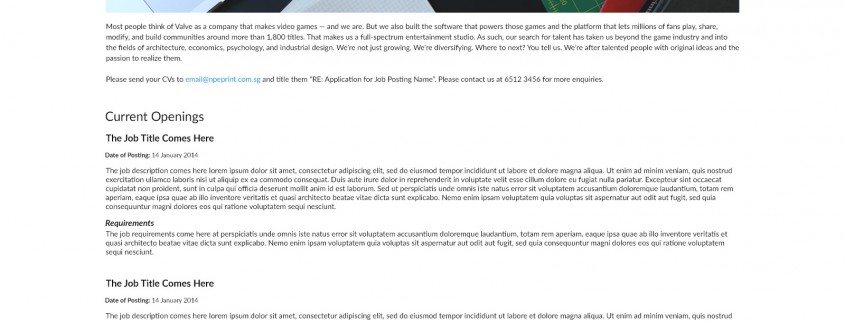 Most people think of Valve as a company that makes video games — and we are. But we also built the software that powers those games and the platform that lets millions of fans play, share,
modify, and build communities around more than 1,800 titles. That makes us a full-spectrum entertainment studio. As such, our search for talent has taken us beyond the game industry and into
the fields of architecture, economics, psychology, and industrial design. We're not just growing. We're diversifying. Where to next? You tell us. We're after talented people with original ideas and the
passion to realize them.
Please send your CVs to email@npeprint.com.sg and title them "RE: Application for Job Posting Name". Please contact us at 6512 3456 for more enquiries.
Current Openings
The Job Title Comes Here
Date of Posting: 14 January 2014
The job description comes here lorem ipsum dolor sit amet, consectetur adipiscing elit, sed do eiusmod tempor incididunt ut labore et dolore magna aliqua. Ut enim ad minim veniam, quis nostrud
exercitation ullamco laboris nisi ut aliquip ex ea commodo consequat. Duis aute irure dolor in reprehenderit in voluptate velit esse cillum dolore eu fugiat nulla pariatur. Excepteur sint occaecat
cupidatat non proident, sunt in culpa qui officia deserunt mollit anim id est laborum. Sed ut perspiciatis unde omnis iste natus error sit voluptatem accusantium doloremque laudantium, totam rem
aperiam, eaque ipsa quae ab illo inventore veritatis et quasi architecto beatae vitae dicta sunt explicabo. Nemo enim ipsam voluptatem quia voluptas sit aspernatur aut odit aut fugit, sed quia
consequuntur magni dolores eos qui ratione voluptatem sequi nesciunt.
Requirements
The job requirements come here at perspiciatis unde omnis iste natus error sit voluptatem accusantium doloremque laudantium, totam rem aperiam, eaque ipsa quae ab illo inventore veritatis et
quasi architecto beatae vitae dicta sunt explicabo. Nemo enim ipsam voluptatem quia voluptas sit aspernatur aut odit aut fugit, sed quia consequuntur magni dolores eos qui ratione voluptatem
sequi nesciunt.
The Job Title Comes Here
Date of Posting: 14 January 2014
The job description comes here lorem ipsum dolor sit amet, consectetur adipiscing elit, sed do eiusmod tempor incididunt ut labore et dolore magna aliqua. Ut enim ad minim veniam, quis nostrud